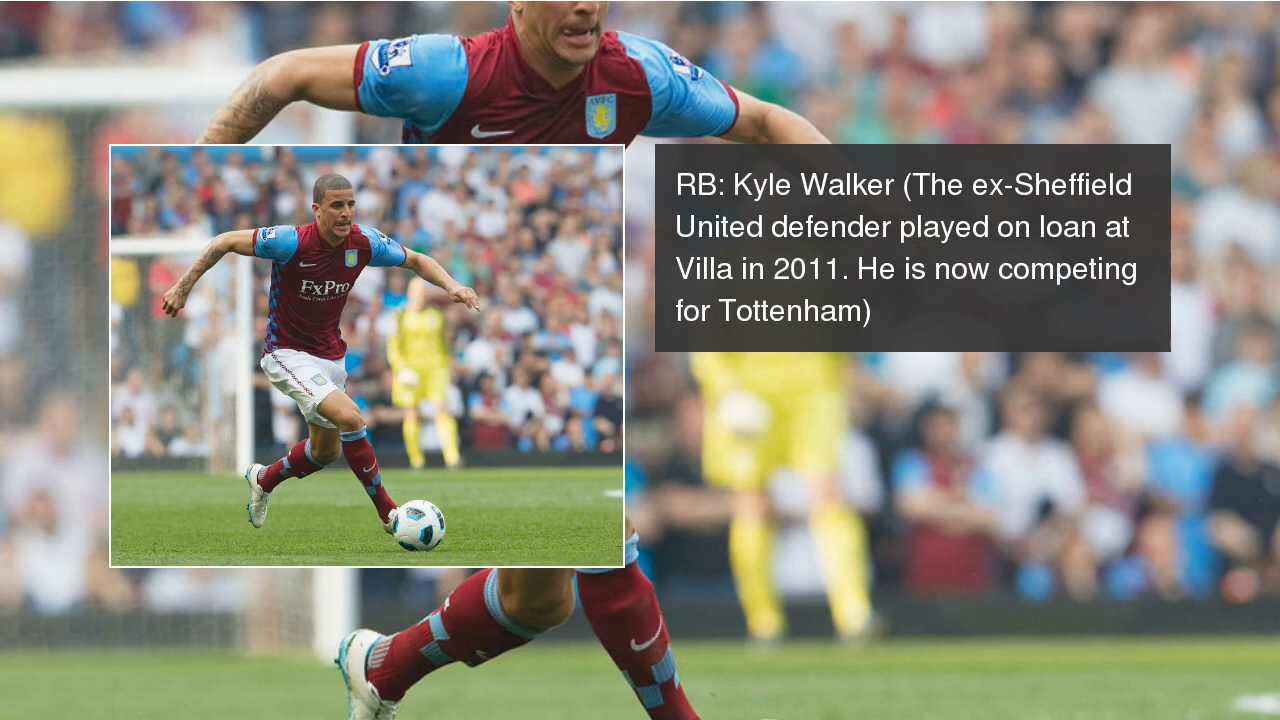 AVFC
FxPro
RB: Kyle Walker (The ex-Sheffield
United defender played on loan at
Villa in 2011. He is now competing
for Tottenham)